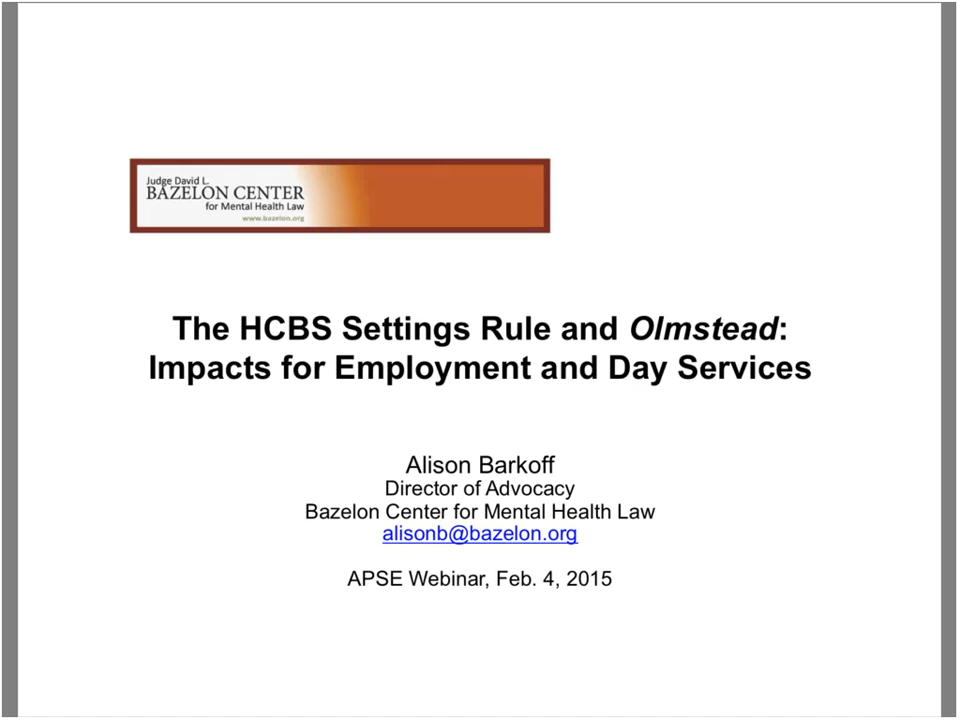 Judge David L.
BAZELON CENTER
for Mental Health Law
www.bazelon.org
The HCBS Settings Rule and Olmstead:
Impacts for Employment and Day Services
Alison Barkoff
Director of Advocacy
Bazelon Center for Mental Health Law
alisonb@bazelon.org
APSE Webinar, Feb. 4, 2015